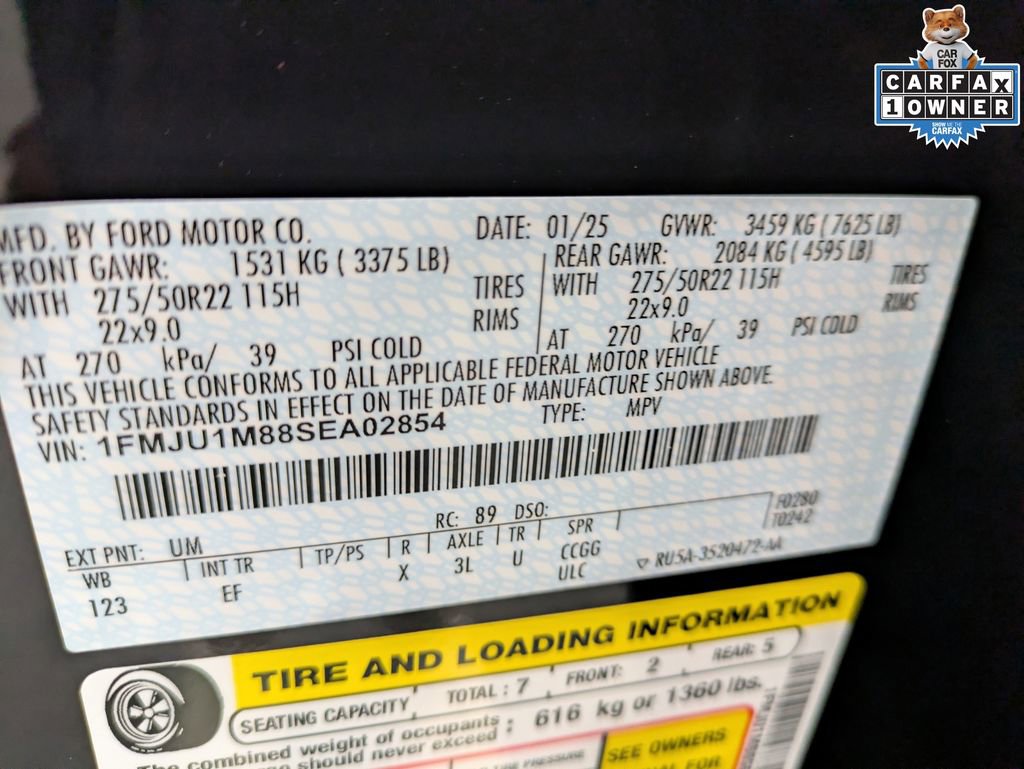 CAR
FOX
CARFAX
1 OWNER
SHOW ME THE
CARFAX
MFD. BY FORD MOTOR CO. DATE: 01/25 GVWR: 3459 KG ( 7625 LB)
FRONT GAWR: 1531 KG ( 3375 LB) REAR GAWR: 2084 KG ( 4595 LB)
WITH 275/50R22 115H TIRES WITH 275/50R22 115H TIRES
22x9.0 RIMS 22x9.0 RIMS
AT 270 kPa/ 39 PSI COLD AT 270 kPa/ 39 PSI COLD
THIS VEHICLE CONFORMS TO ALL APPLICABLE FEDERAL MOTOR VEHICLE
SAFETY STANDARDS IN EFFECT ON THE DATE OF MANUFACTURE SHOWN ABOVE.
VIN: 1FMJU1M88SEA02854 TYPE: MPV
F0280
T0242
EXT PNT: UM RC: 89 DSO:
WB INT TR TP/PS R AXLE TR SPR
123 EF X 3L U CCGG
ULC RU5A-3520472-AA
TIRE AND LOADING INFORMATION
SEATING CAPACITY TOTAL : 7 FRONT: 2 REAR: 5
The combined weight of occupants
should never exceed : 616 kg or 1360 lbs.
TIRE PRESSURE SEE OWNERS
FOR